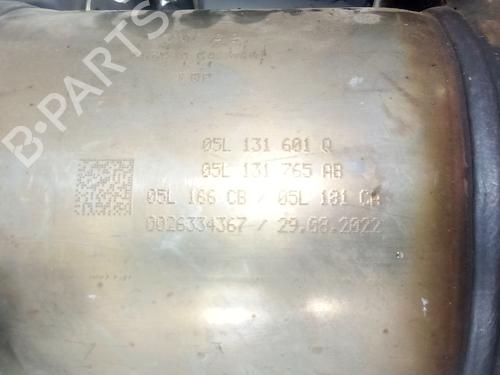 05L 131 601 Q
05L 131 765 AB
05L 166 CB / 05L 181 CA
0026334367 / 29.08.2022
B-PARTS